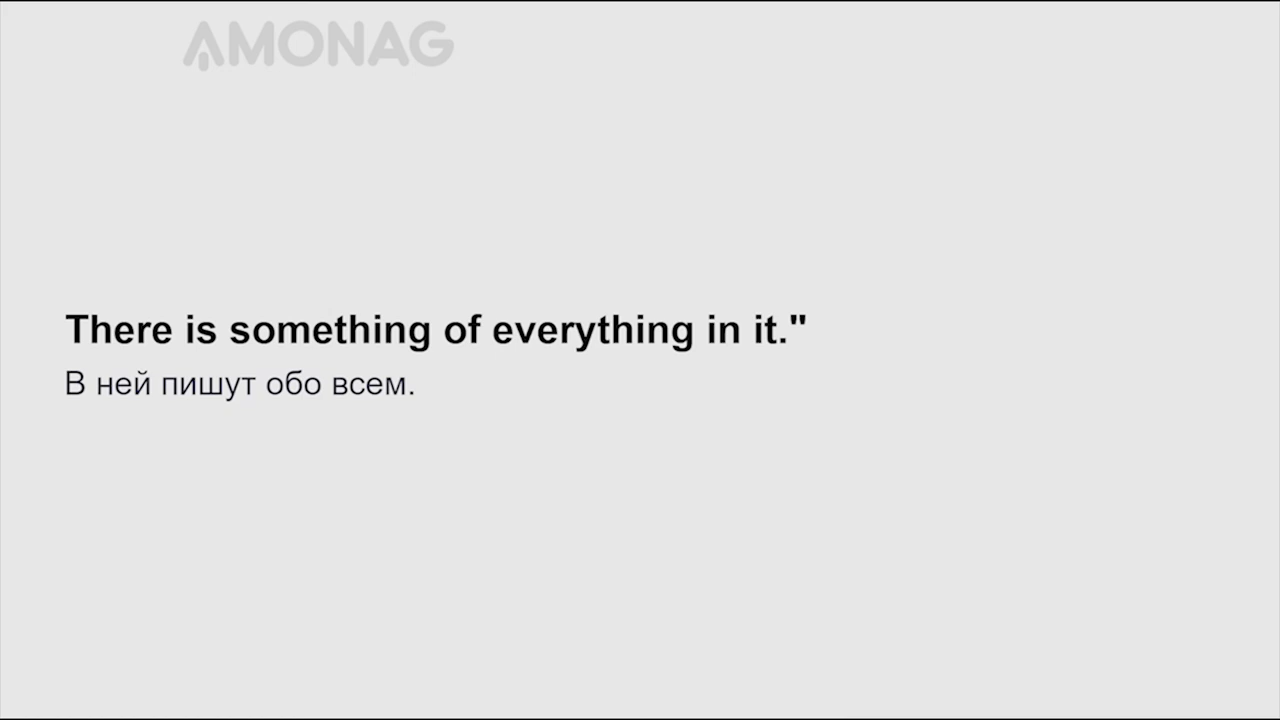 AMONAG
There is something of everything in it."
В ней пишут обо всем.